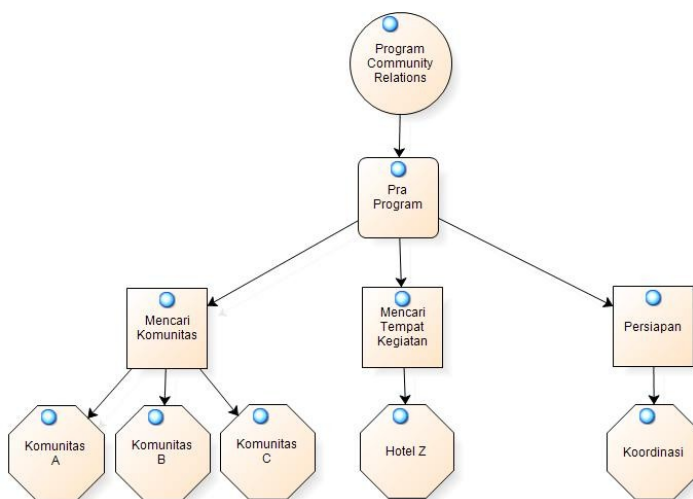 Program
Community
Relations
Pra
Program
Mencari
Komunitas
Mencari
Tempat
Kegiatan
Persiapan
Komunitas
A
Komunitas
B
Komunitas
C
Hotel Z
Koordinasi